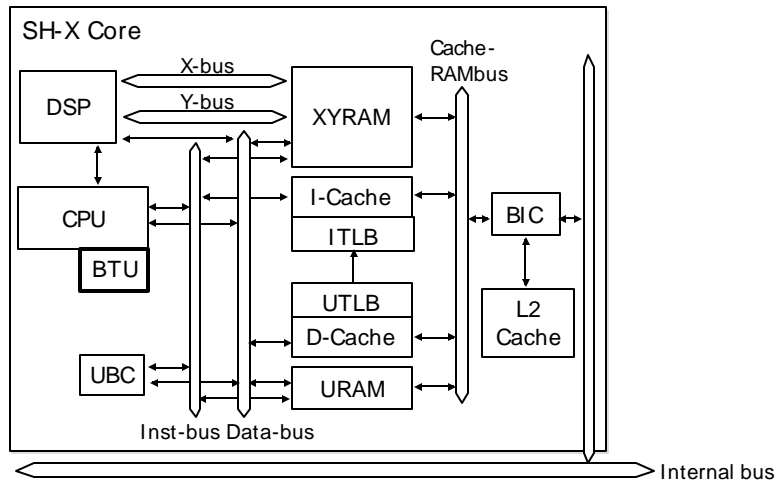 SH-X Core
Cache-
RAMbus
X-bus
DSP
Y-bus
XYRAM
I-Cache
CPU
BIC
ITLB
BTU
UTLB
L2
Cache
D-Cache
UBC
URAM
Inst-bus Data-bus
Internal bus